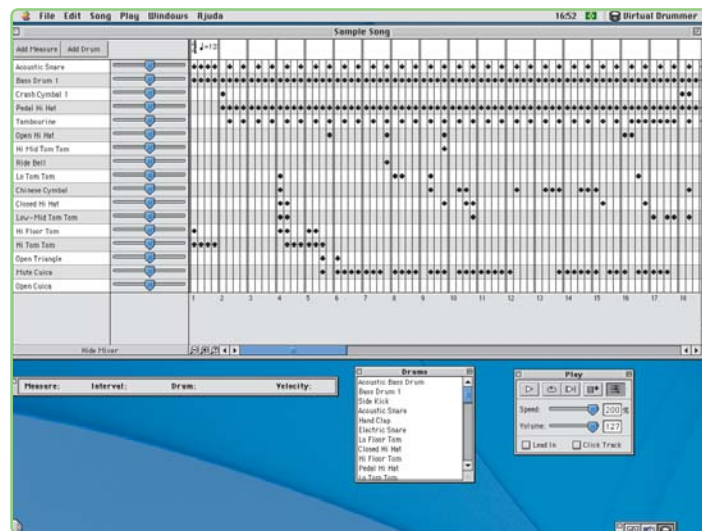 File Edit Song Play Windows Ajuda 16:52 Virtual Drummer
Sample Song
Add Measure Add Drum
Acoustic Snare
Bass Drum 1
Crash Cymbal 1
Pedal Hi Hat
Tambourine
Open Hi Hat
Hi Mid Tom Tom
Ride Bell
Lo Tom Tom
Chinese Cymbal
Closed Hi Hat
Low-Mid Tom Tom
Hi Floor Tom
Hi Tom Tom
Open Triangle
Mute Cuica
Open Cuica
1 2 3 4 5 6 7 8 9 10 11 12 13 14 15 16 17 18
Hide Mixer
Measure: Interval: Drum: Velocity:
Drums
Acoustic Bass Drum
Bass Drum 1
Side Kick
Acoustic Snare
Hand Clap
Electric Snare
Lo Floor Tom
Closed Hi Hat
Hi Floor Tom
Pedal Hi Hat
Lo Tom Tom
Play
Speed: 200 %
Volume: 127
Lead In Click Track